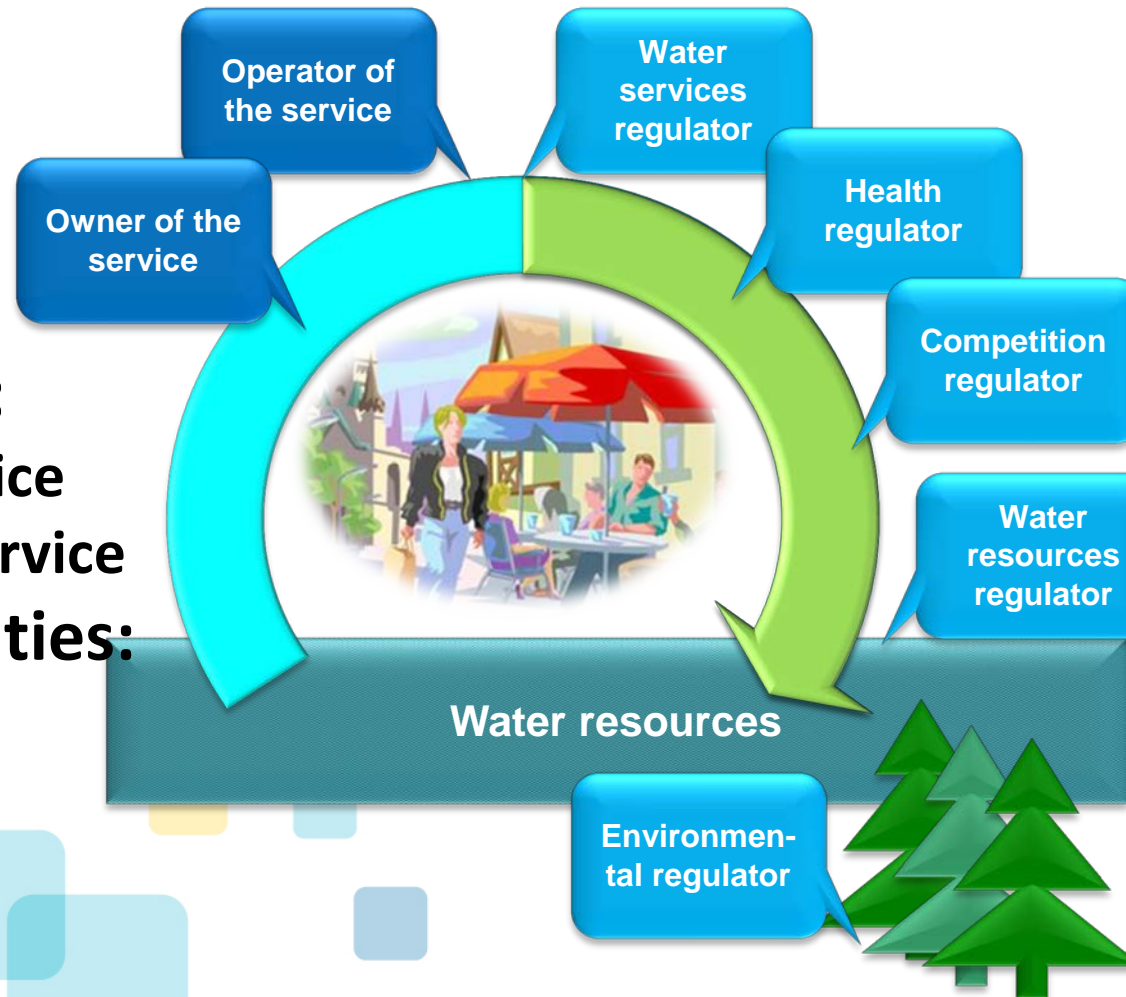 Operator of
the service
Water
services
regulator
Owner of the
service
Health
regulator
Competition
regulator
:
ice
rvice
ties:
Water
resources
regulator
Water resources
Environmen-
tal regulator